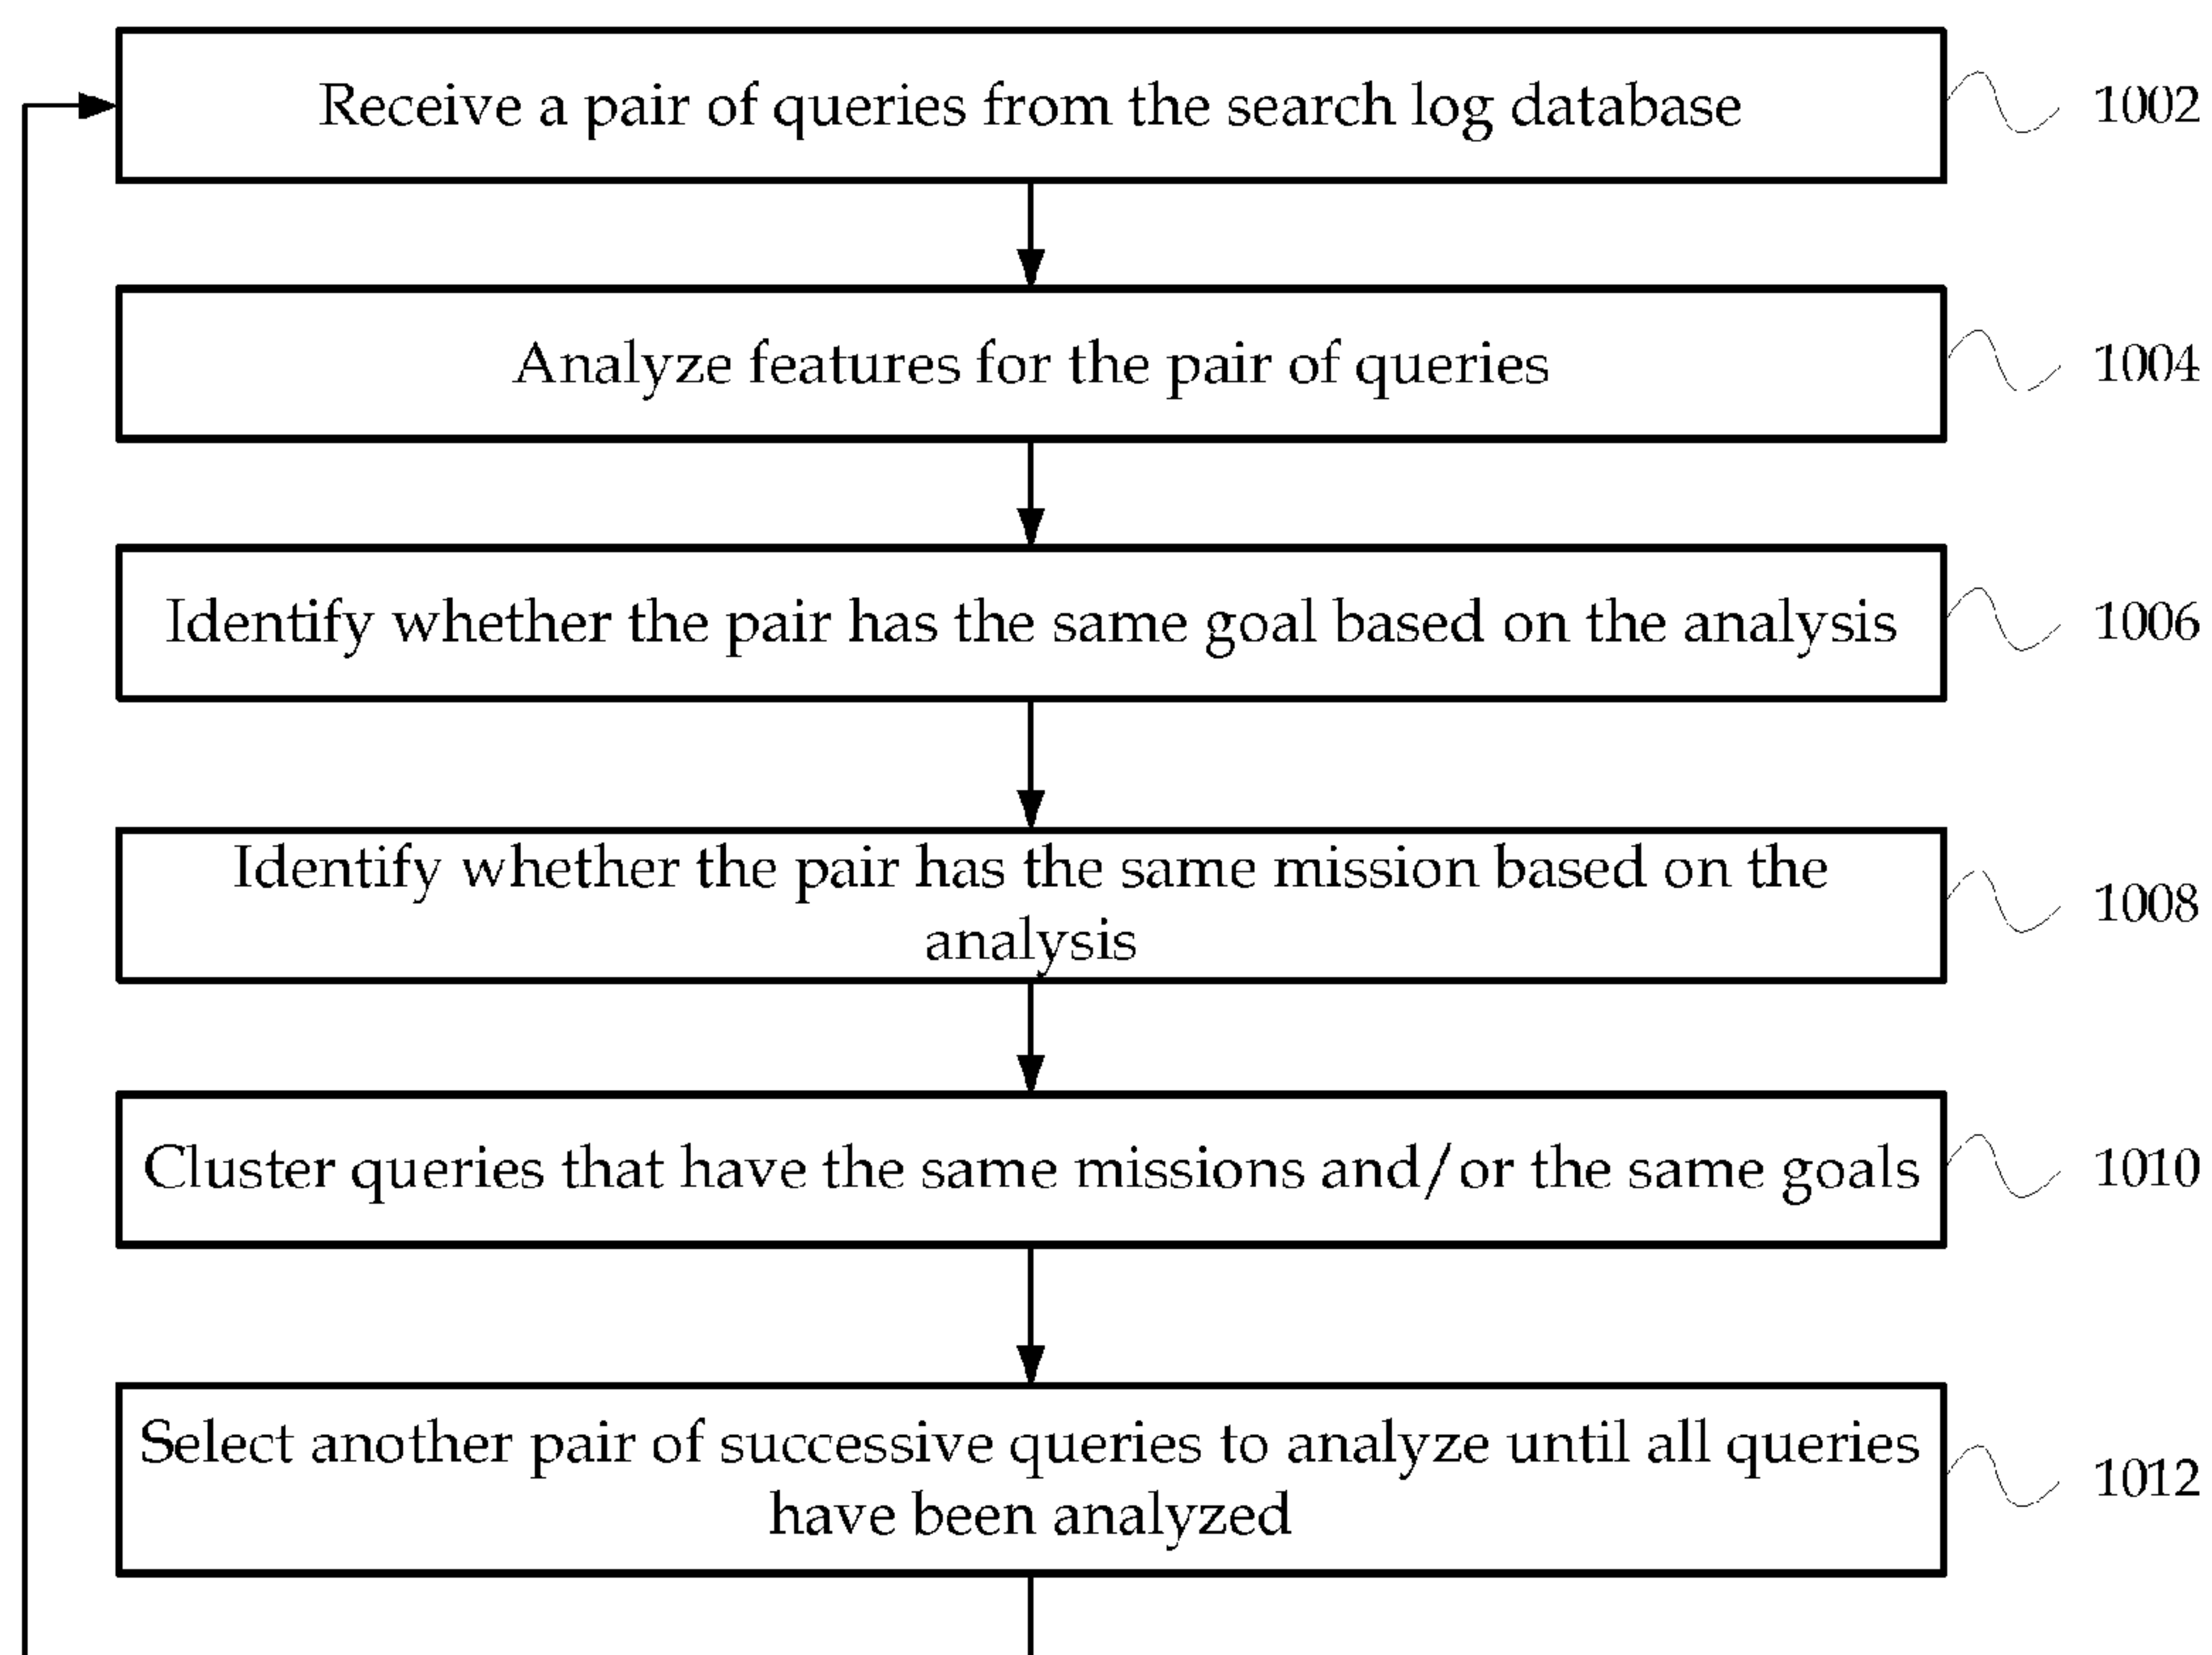 Receive a pair of queries from the search log database
1002
Analyze features for the pair of queries
1004
Identify whether the pair has the same goal based on the analysis
1006
Identify whether the pair has the same mission based on the
analysis
1008
Cluster queries that have the same missions and/or the same goals
1010
Select another pair of successive queries to analyze until all queries
have been analyzed
1012